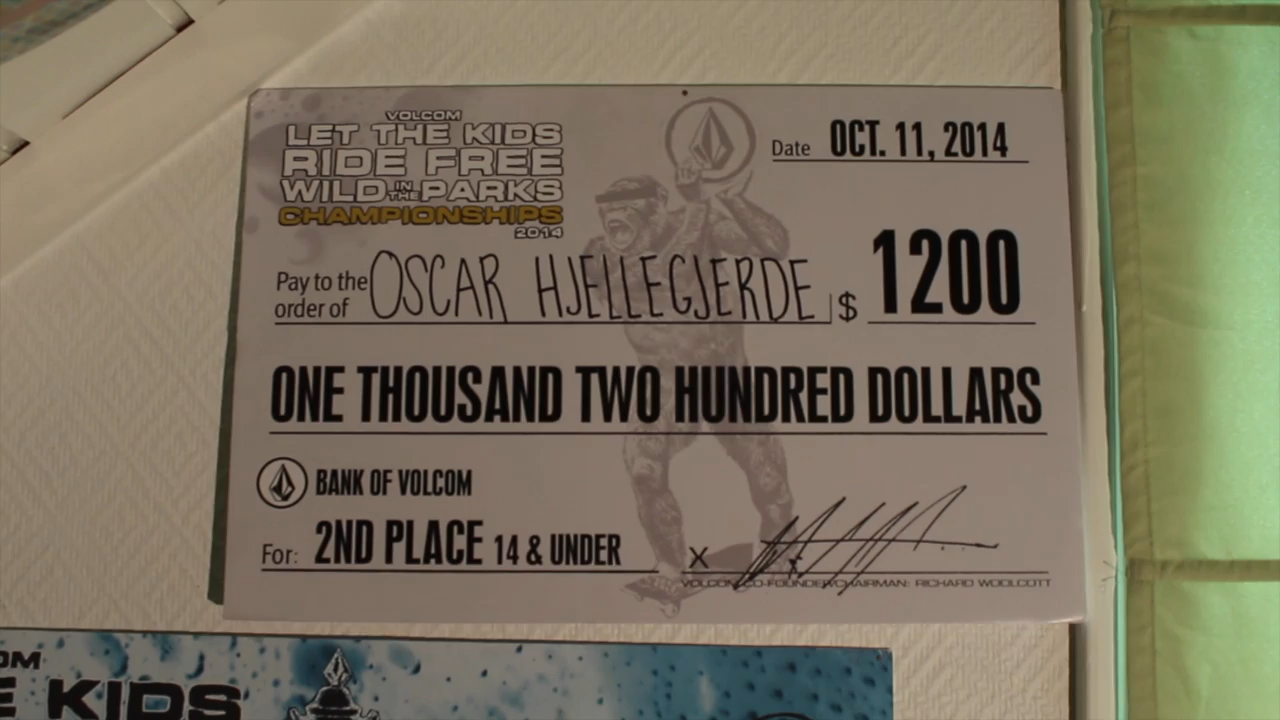 VOLCOM
LET THE KIDS
RIDE FREE
WILD IN THE PARKS
CHAMPIONSHIPS
2014
Date OCT. 11, 2014
Pay to the order of OSCAR HJELLEGJERDE $ 1200
ONE THOUSAND TWO HUNDRED DOLLARS
BANK OF VOLCOM
For: 2ND PLACE 14 & UNDER
X
VOLCOM CO-FOUNDER/CHAIRMAN: RICHARD WOOLCOTT
OM
E KIDS